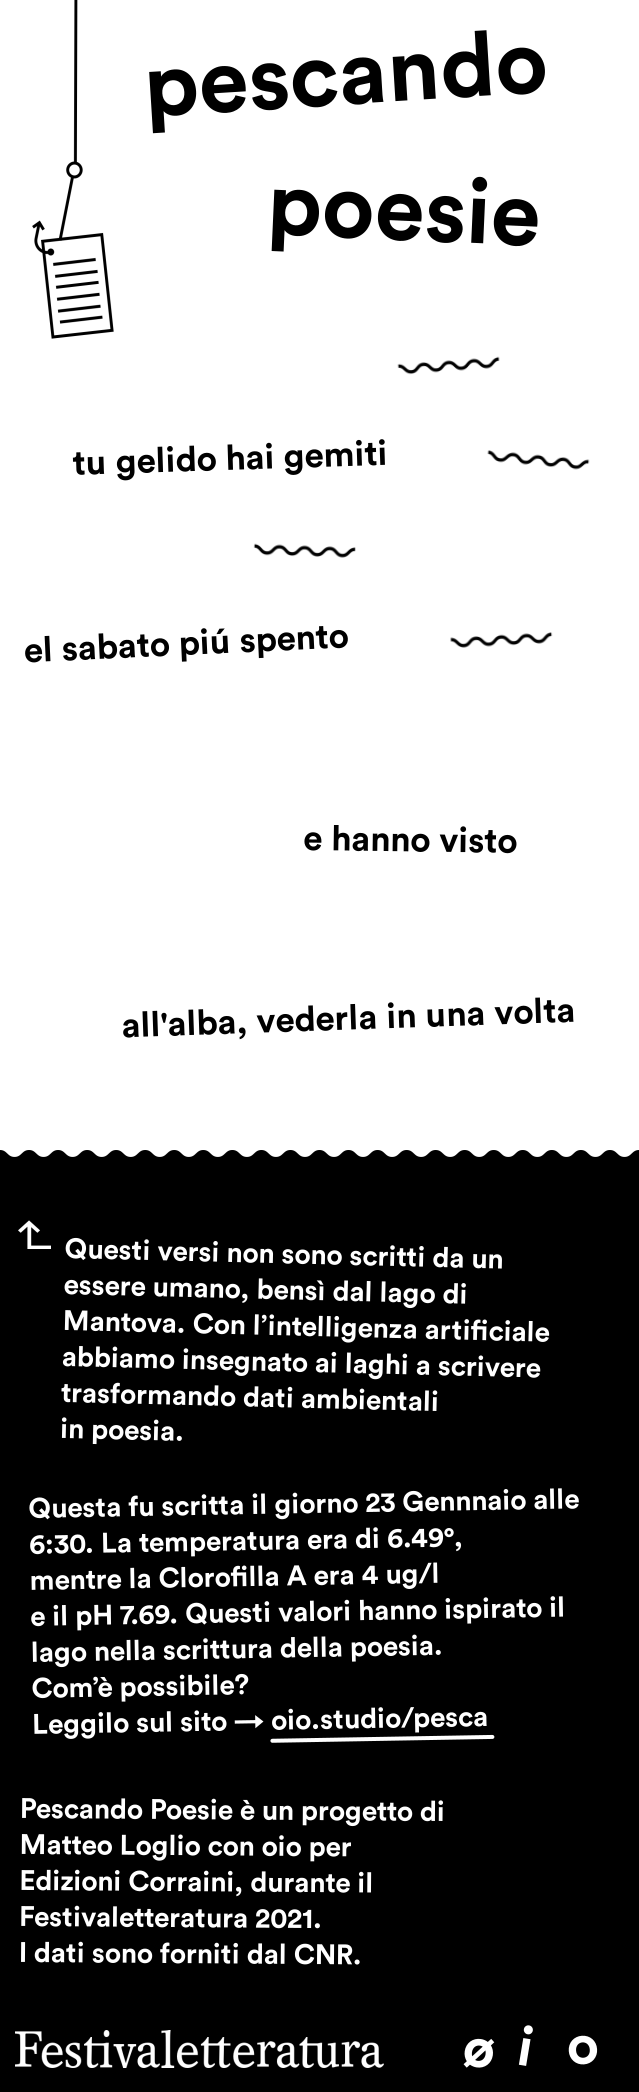 pescando
poesie
tu gelido hai gemiti
el sabato piú spento
e hanno visto
all'alba, vederla in una volta
Questi versi non sono scritti da un
essere umano, bensì dal lago di
Mantova. Con l’intelligenza artificiale
abbiamo insegnato ai laghi a scrivere
trasformando dati ambientali
in poesia.
Questa fu scritta il giorno 23 Gennnaio alle
6:30. La temperatura era di 6.49°,
mentre la Clorofilla A era 4 ug/l
e il pH 7.69. Questi valori hanno ispirato il
lago nella scrittura della poesia.
Com’è possibile?
Leggilo sul sito → oio.studio/pesca
Pescando Poesie è un progetto di
Matteo Loglio con oio per
Edizioni Corraini, durante il
Festivaletteratura 2021.
I dati sono forniti dal CNR.
Festivaletteratura ø i o